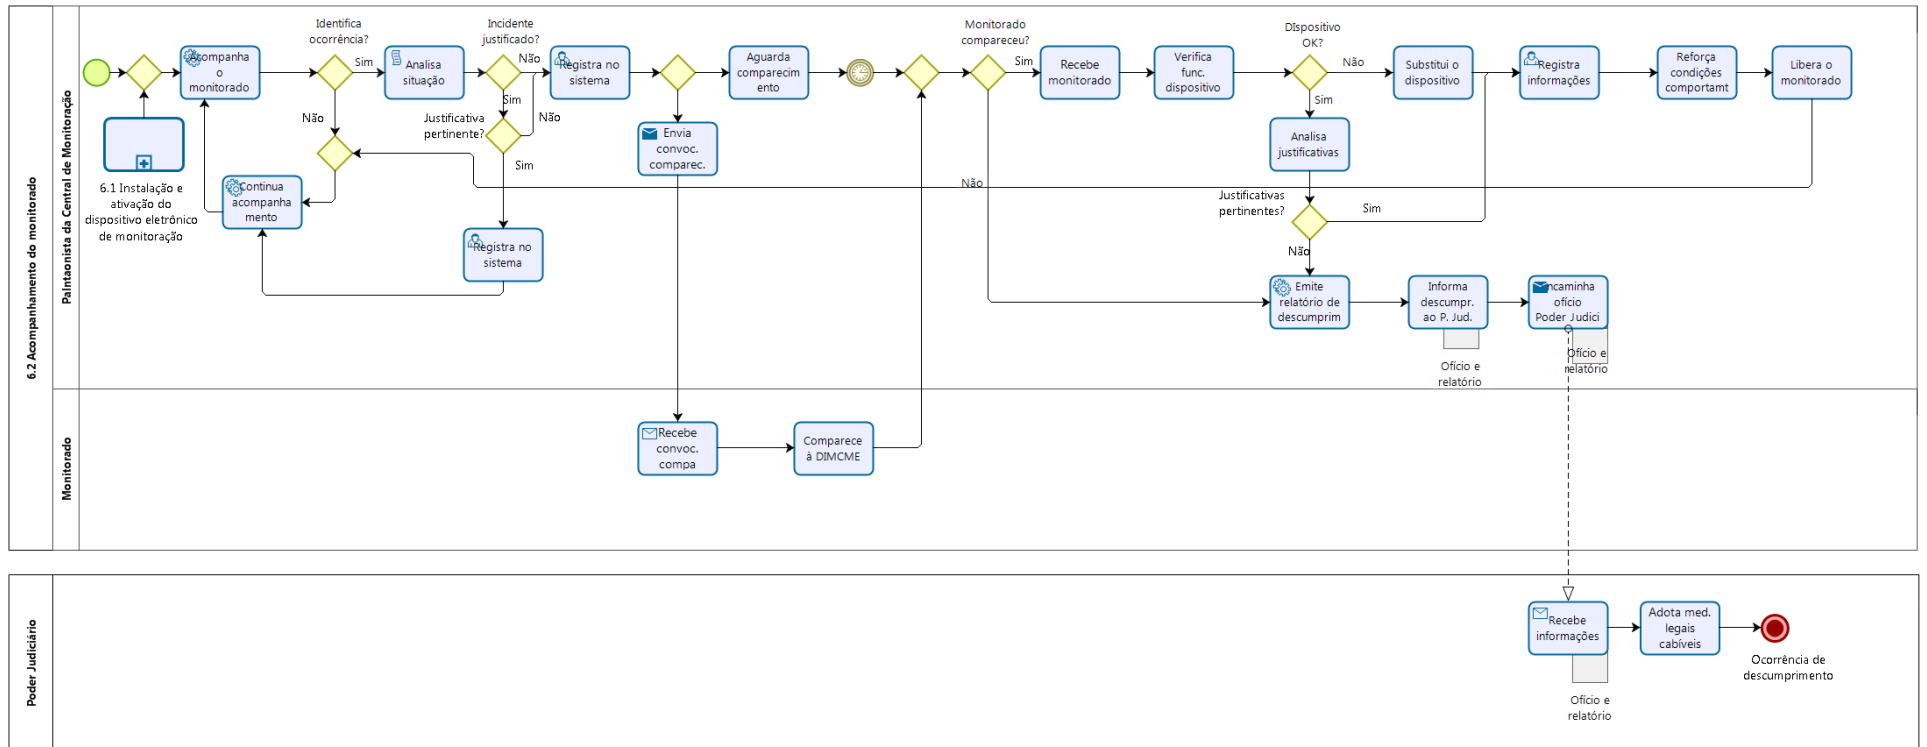 6.2 Acompanhamento do monitorado
Palntaonista da Central de Monitoração
6.1 Instalação e
ativação do
dispositivo eletrônico
de monitoração
Acompanha
o
monitorado
Identifica
ocorrência?
Sim
Não
Continua
acompanha
mento
Analisa
situação
Incidente
justificado?
Não
Sim
Justificativa
pertinente?
Não
Sim
Registra no
sistema
Registra no
sistema
Envia
convoc.
comparec.
Aguarda
comparecim
ento
Monitorado
compareceu?
Sim
Não
Recebe
monitorado
Verifica
func.
dispositivo
DIspositivo
OK?
Não
Sim
Analisa
justificativas
Justificativas
pertinentes?
Sim
Não
Substitui o
dispositivo
Registra
informações
Reforça
condições
comportamt
Libera o
monitorado
Emite
relatório de
descumprim
Informa
descumpr.
ao P. Jud.
Ofício e
relatório
Encaminha
ofício
Poder Judici
Ofício e
relatório
Monitorado
Recebe
convoc.
compa
Comparece
à DIMCME
Poder Judiciário
Recebe
informações
Ofício e
relatório
Adota med.
legais
cabíveis
Ocorrência de
descumprimento